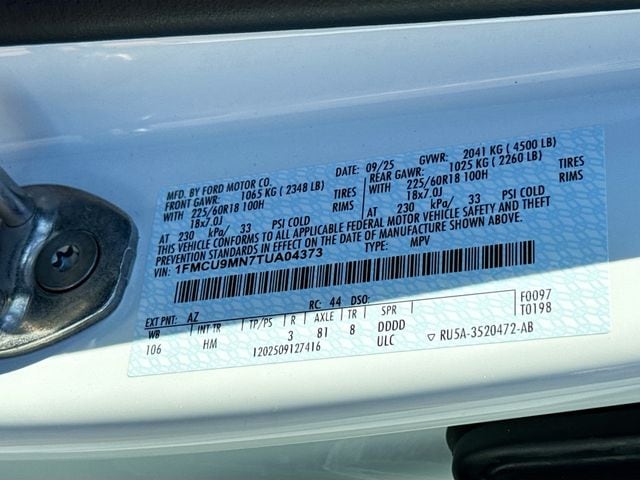 MFD. BY FORD MOTOR CO. DATE: 09/25 GVWR: 2041 KG ( 4500 LB)
FRONT GAWR: 1065 KG ( 2348 LB) REAR GAWR: 1025 KG ( 2260 LB)
WITH 225/60R18 100H TIRES WITH 225/60R18 100H TIRES
18x7.0J RIMS 18x7.0J RIMS
AT 230 kPa/ 33 PSI COLD AT 230 kPa/ 33 PSI COLD
THIS VEHICLE CONFORMS TO ALL APPLICABLE FEDERAL MOTOR VEHICLE SAFETY AND THEFT
PREVENTION STANDARDS IN EFFECT ON THE DATE OF MANUFACTURE SHOWN ABOVE.
VIN: 1FMCU9MN7TUA04373 TYPE: MPV
EXT PNT: AZ RC: 44 DSO: F0097
WB INT TR TP/PS R AXLE TR SPR T0198
106 HM 3 81 8 DDDD
I202509127416 ULC ▽ RU5A-3520472-AB